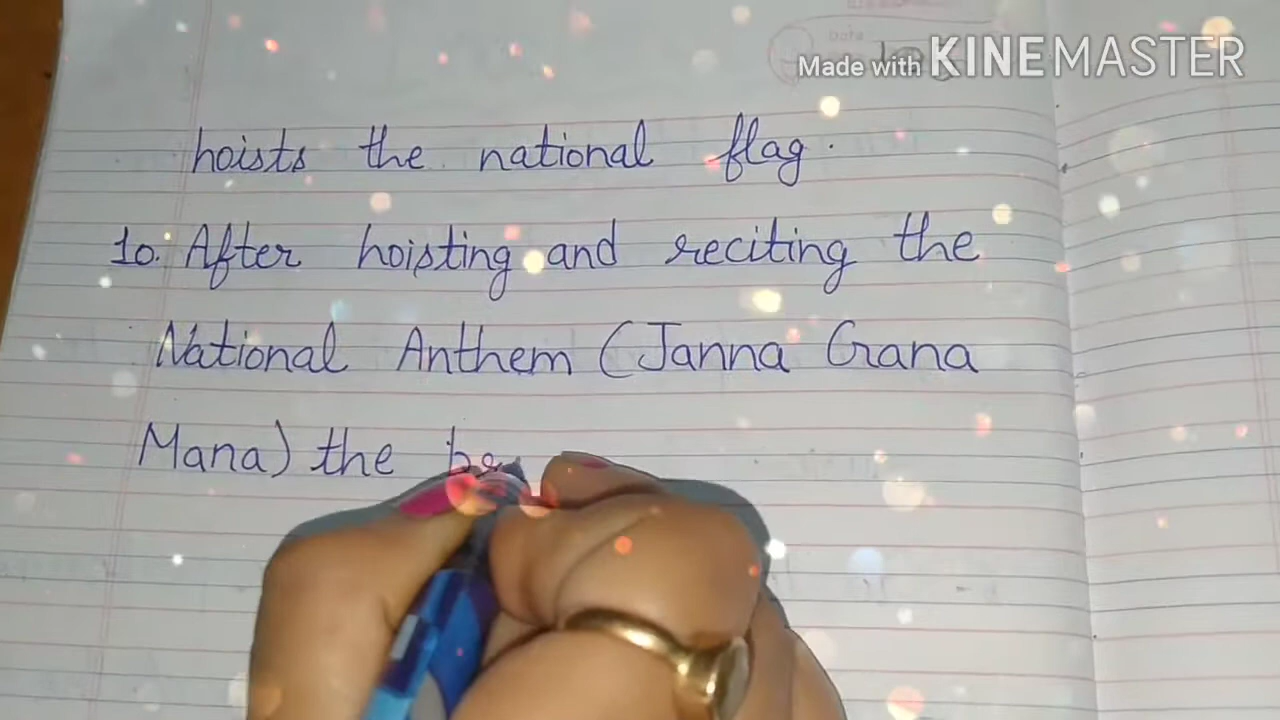 Made with KINEMASTER
hoists the national flag.
10. After hoisting and reciting the
National Anthem (Janna Grana
Mana) the